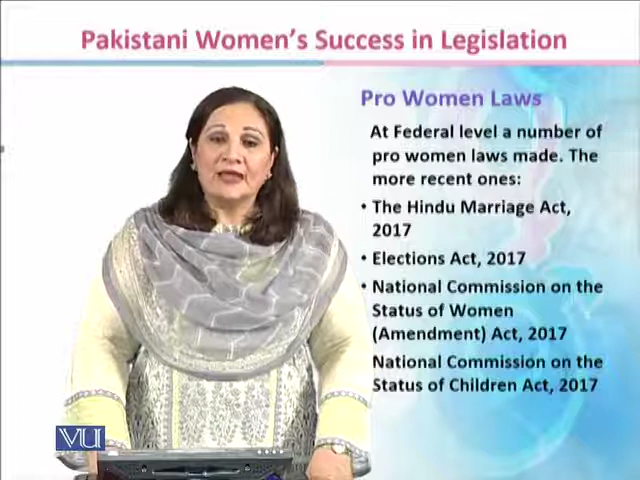 Pakistani Women's Success in Legislation
Pro Women Laws
At Federal level a number of
pro women laws made. The
more recent ones:
• The Hindu Marriage Act,
2017
• Elections Act, 2017
• National Commission on the
Status of Women
(Amendment) Act, 2017
National Commission on the
Status of Children Act, 2017
VU